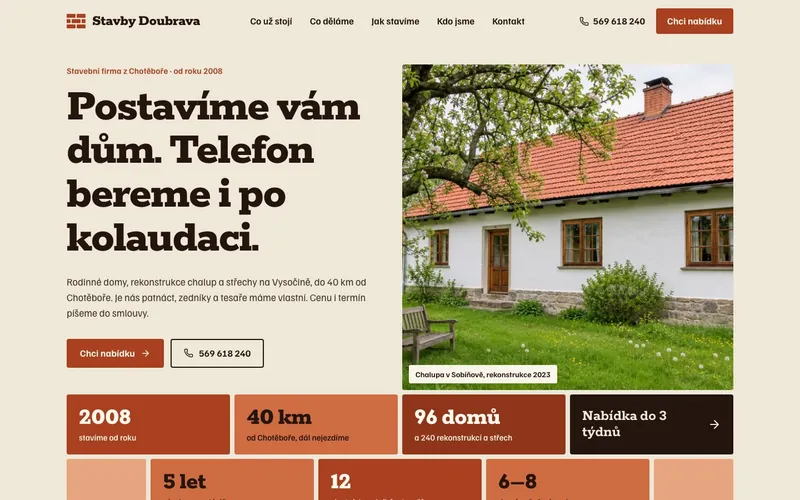 Stavby Doubrava
Co už stojí
Co děláme
Jak stavíme
Kdo jsme
Kontakt
569 618 240
Chci nabídku
Stavební firma z Chotěboře · od roku 2008
Postavíme vám
dům. Telefon
bereme i po
kolaudaci.
Rodinné domy, rekonstrukce chalup a střechy na Vysočině, do 40 km od
Chotěboře. Je nás patnáct, zedníky a tesaře máme vlastní. Cenu i termín
píšeme do smlouvy.
Chci nabídku
569 618 240
Chalupa v Sobíňově, rekonstrukce 2023
2008
stavíme od roku
40 km
od Chotěboře, dál nejezdíme
96 domů
a 240 rekonstrukcí a střech
Nabídka do 3
týdnů
5 let
12
6–8